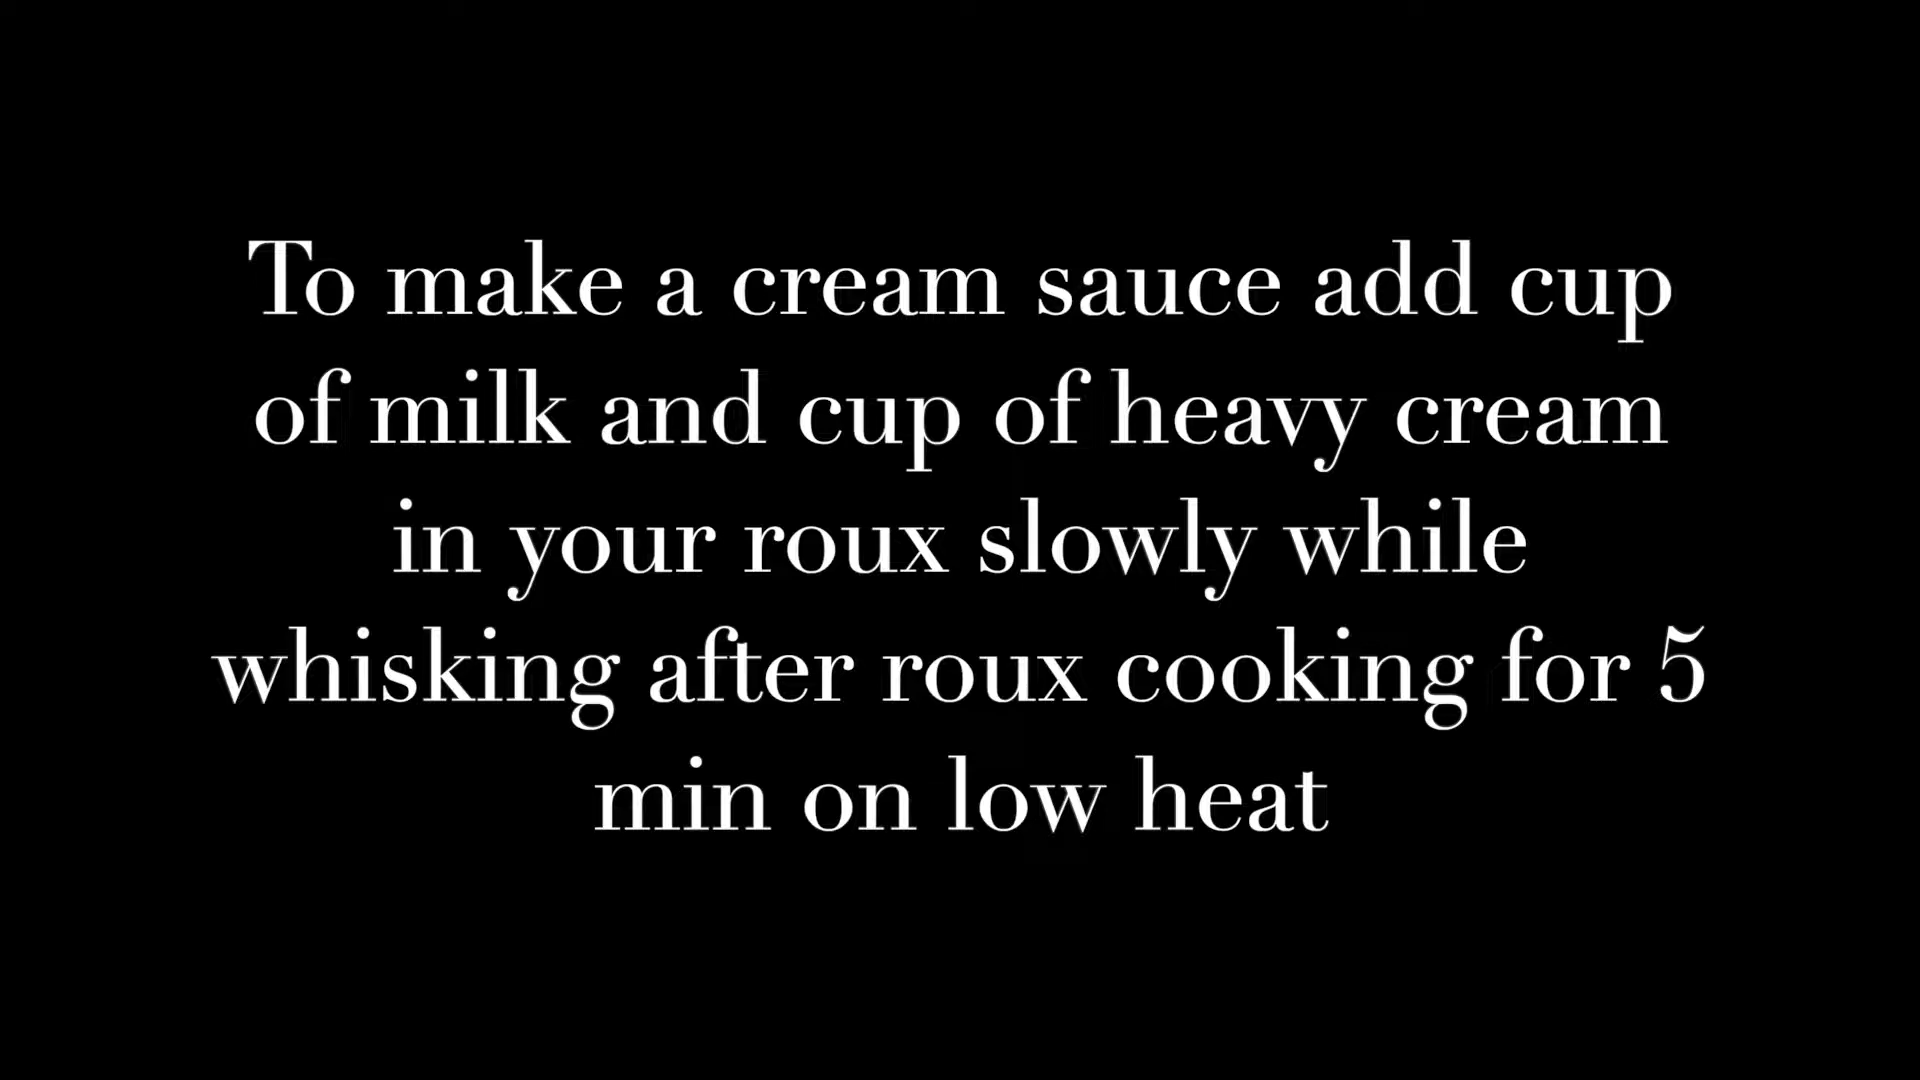 To make a cream sauce add cup
of milk and cup of heavy cream
in your roux slowly while
whisking after roux cooking for 5
min on low heat